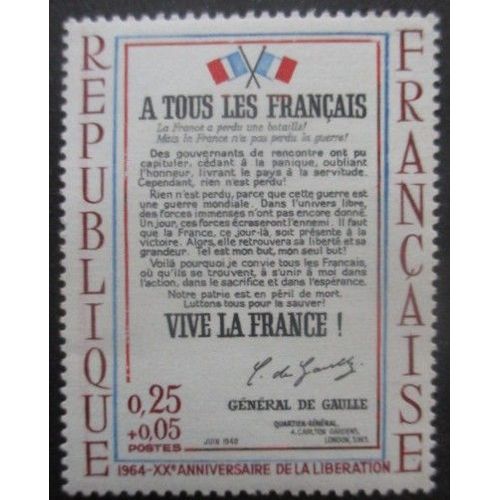 RÉPUBLIQUE
FRANÇAISE
A TOUS LES FRANÇAIS
La France a perdu une bataille!
Mais la France n'a pas perdu la guerre!
Des gouvernants de rencontre ont pu
capituler, cédant à la panique, oubliant
l'honneur, livrant le pays à la servitude.
Cependant, rien n'est perdu!
Rien n'est perdu, parce que cette guerre est
une guerre mondiale. Dans l'univers libre,
des forces immenses n'ont pas encore donné.
Un jour, ces forces écraseront l'ennemi. Il faut
que la France, ce jour-là, soit présente à la
victoire. Alors, elle retrouvera sa liberté et sa
grandeur. Tel est mon but, mon seul but!
Voilà pourquoi je convie tous les Français,
où qu'ils se trouvent, à s'unir à moi dans
l'action, dans le sacrifice et dans l'espérance.
Notre patrie est en péril de mort.
Luttons tous pour la sauver!
VIVE LA FRANCE !
C. de Gaulle
GÉNÉRAL DE GAULLE
0,25
+0,05
POSTES
JUIN 1940
QUARTIER-GÉNÉRAL,
4, CARLTON GARDENS,
LONDON, S.W.1.
1964-XXᵉ ANNIVERSAIRE DE LA LIBERATION